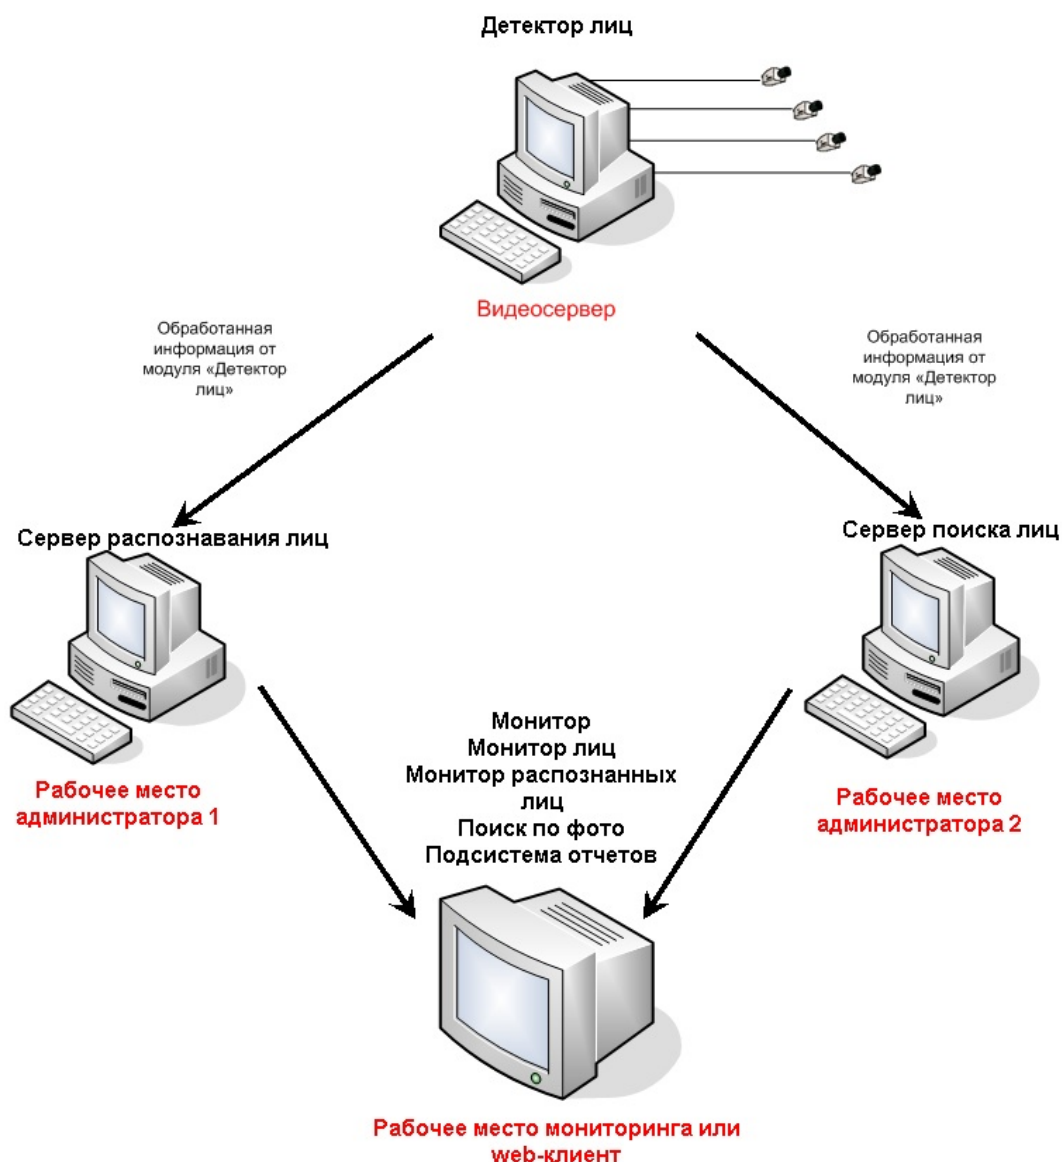 Детектор лиц
Видеосервер
Обработанная
информация от
модуля «Детектор
лиц»
Обработанная
информация от
модуля «Детектор
лиц»
Сервер распознавания лиц
Сервер поиска лиц
Рабочее место
администратора 1
Монитор
Монитор лиц
Монитор распознанных
лиц
Поиск по фото
Подсистема отчетов
Рабочее место
администратора 2
Рабочее место мониторинга или
web-клиент